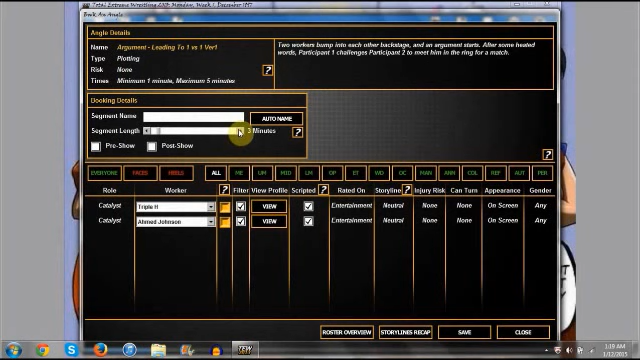 Total Extreme Wrestling 2013: Monday, Week 1, December 1997
Book An Angle
Angle Details
Name Argument - Leading To 1 vs 1 Ver1
Type Plotting
Risk None
Times Minimum 1 minute, Maximum 5 minutes
?
Two workers bump into each other backstage, and an argument starts. After some heated
words, Participant 1 challenges Participant 2 to meet him in the ring for a match.
Booking Details
Segment Name AUTO NAME
Segment Length 3 Minutes ?
Pre-Show Post-Show
?
EVERYONE FACES HEELS ALL ME UM MID LM OP ET WD OC MAN ANN COL REF AUT PER
Role Worker ? Filter View Profile Scripted ? Rated On Storyline ? Injury Risk Can Turn Appearance Gender
Catalyst Triple H VIEW Entertainment Neutral None None On Screen Any
Catalyst Ahmed Johnson VIEW Entertainment Neutral None None On Screen Any
ROSTER OVERVIEW STORYLINES RECAP SAVE CLOSE
1:19 AM
1/12/2015